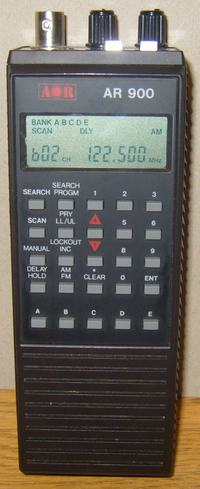 AOR AR 900
BANK A B C D E
SCAN DLY AM
b02 CH 122.500 MHz
SEARCH SEARCH PROGM 1 2 3
SCAN PRY LL/UL 5 6
MANUAL LOCKOUT INC 8 9
DELAY HOLD AM FM * CLEAR 0 ENT
A B C D E